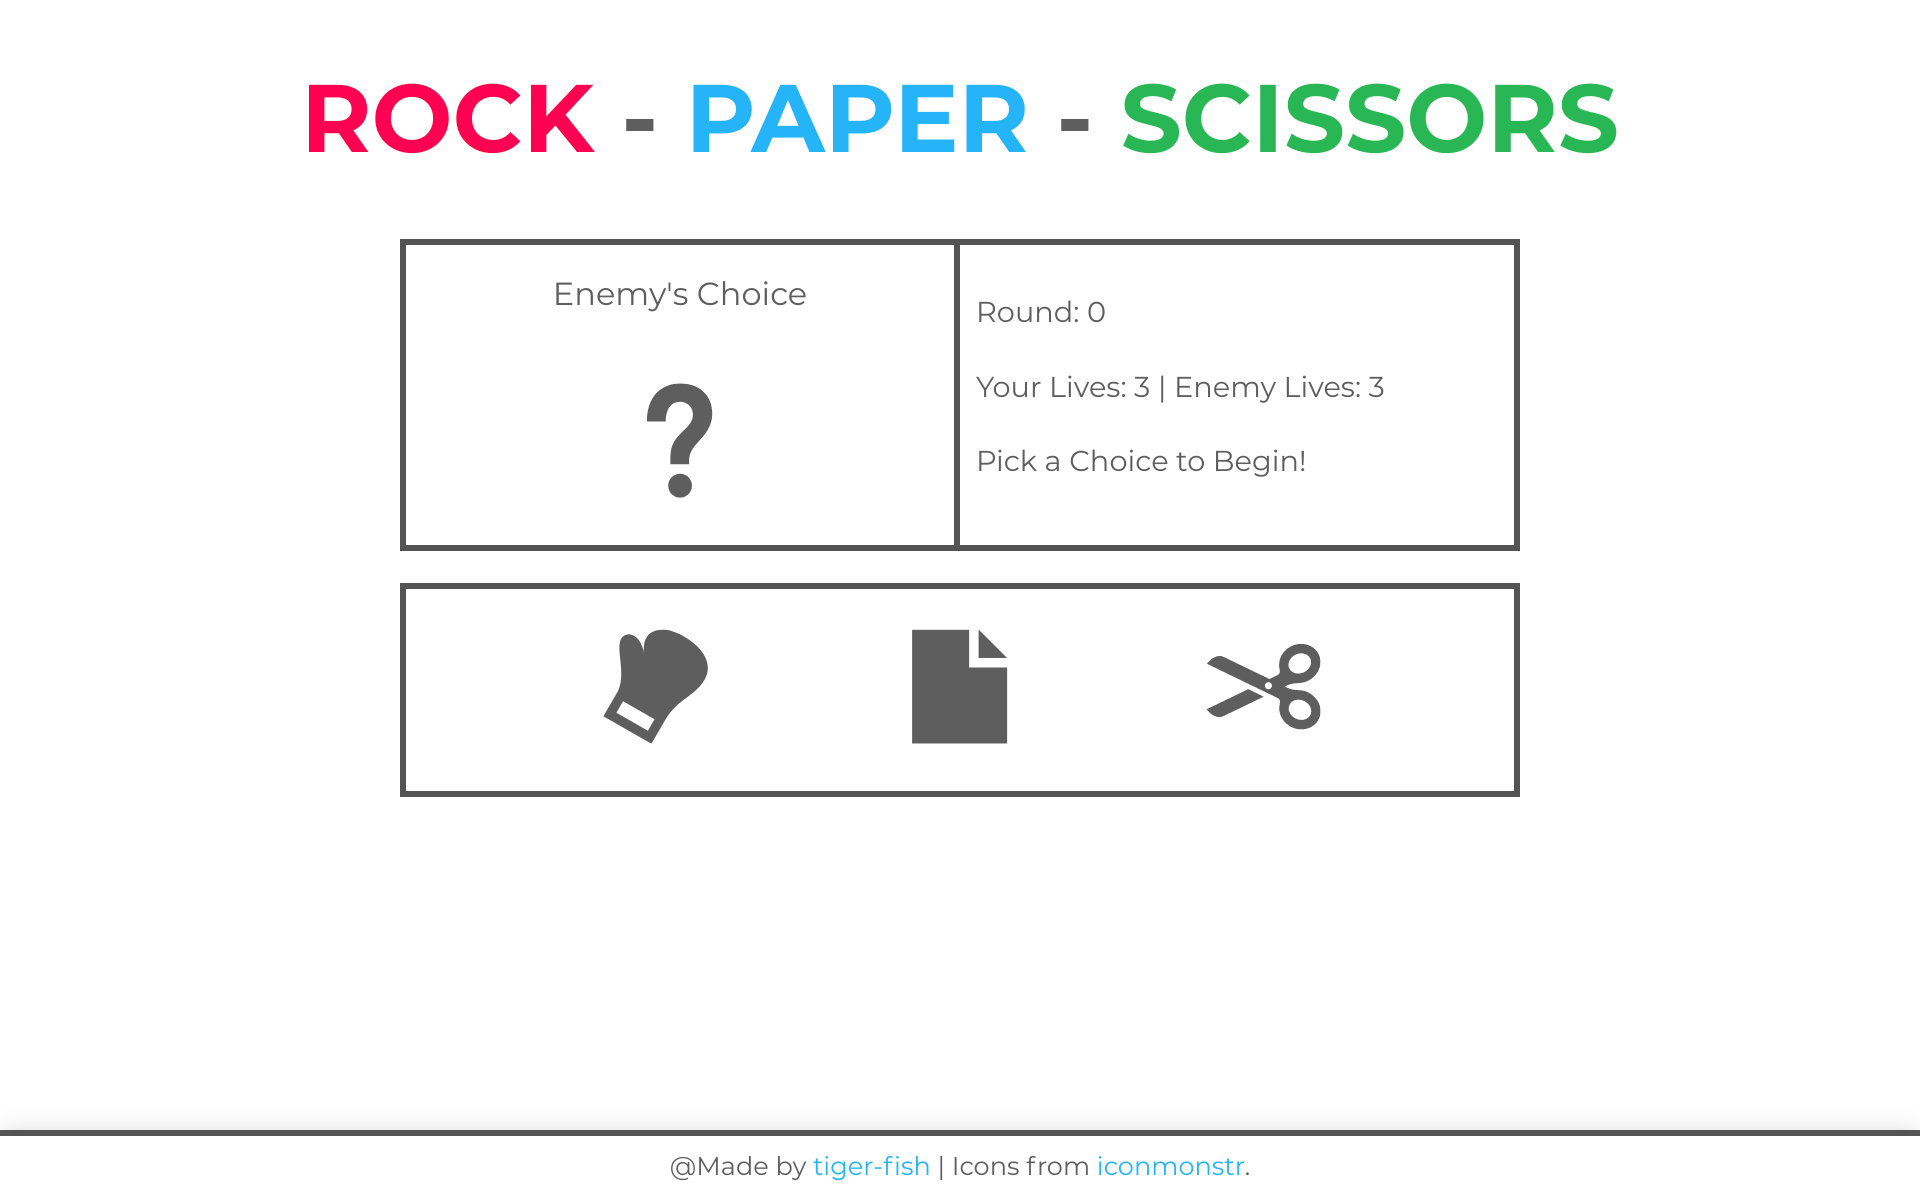 ROCK - PAPER - SCISSORS
Enemy's Choice
?
Round: 0
Your Lives: 3 | Enemy Lives: 3
Pick a Choice to Begin!
@Made by tiger-fish | Icons from iconmonstr.